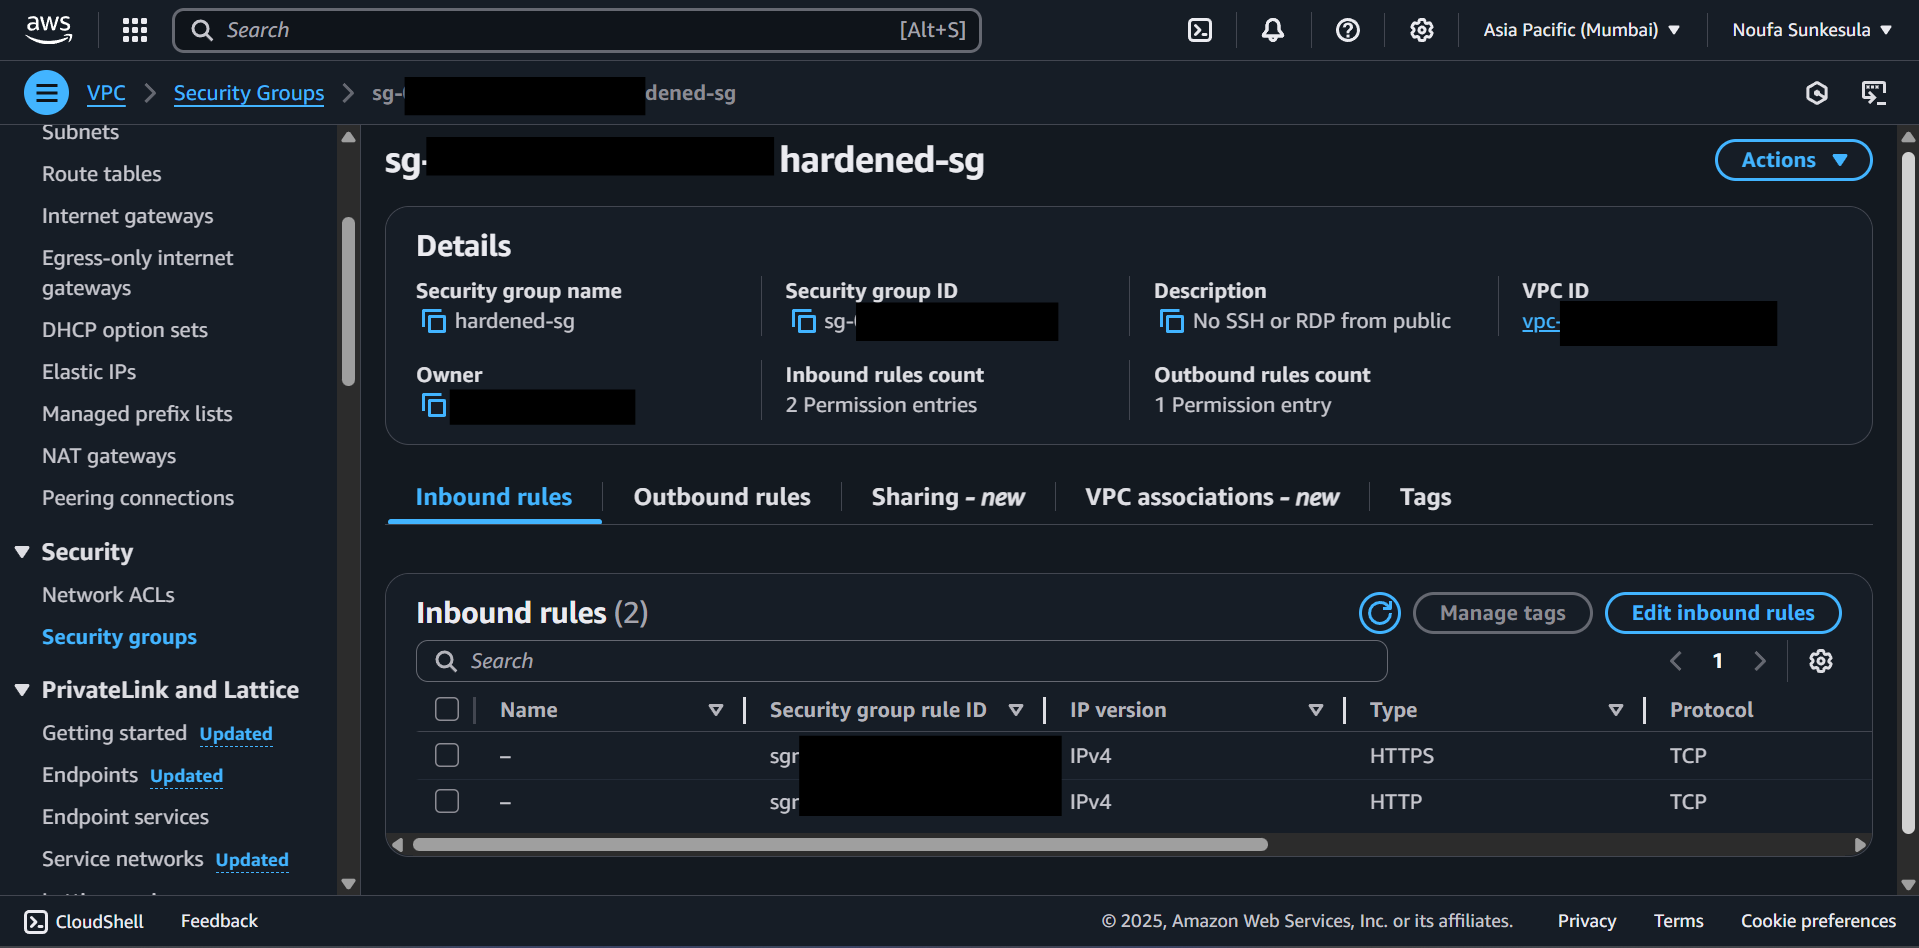 aws
Search [Alt+S]
Asia Pacific (Mumbai) Noufa Sunkesula
VPC Security Groups sg- dened-sg
Subnets
Route tables
Internet gateways
Egress-only internet
gateways
DHCP option sets
Elastic IPs
Managed prefix lists
NAT gateways
Peering connections
Security
Network ACLs
Security groups
PrivateLink and Lattice
Getting started Updated
Endpoints Updated
Endpoint services
Service networks Updated
sg- hardened-sg
Actions
Details
Security group name
hardened-sg
Security group ID
sg-
Description
No SSH or RDP from public
VPC ID
vpc-
Owner
Inbound rules count
2 Permission entries
Outbound rules count
1 Permission entry
Inbound rules Outbound rules Sharing - new VPC associations - new Tags
Inbound rules (2)
Manage tags Edit inbound rules
Search
1
Name Security group rule ID IP version Type Protocol
– sgr IPv4 HTTPS TCP
– sgr IPv4 HTTP TCP
CloudShell Feedback © 2025, Amazon Web Services, Inc. or its affiliates. Privacy Terms Cookie preferences